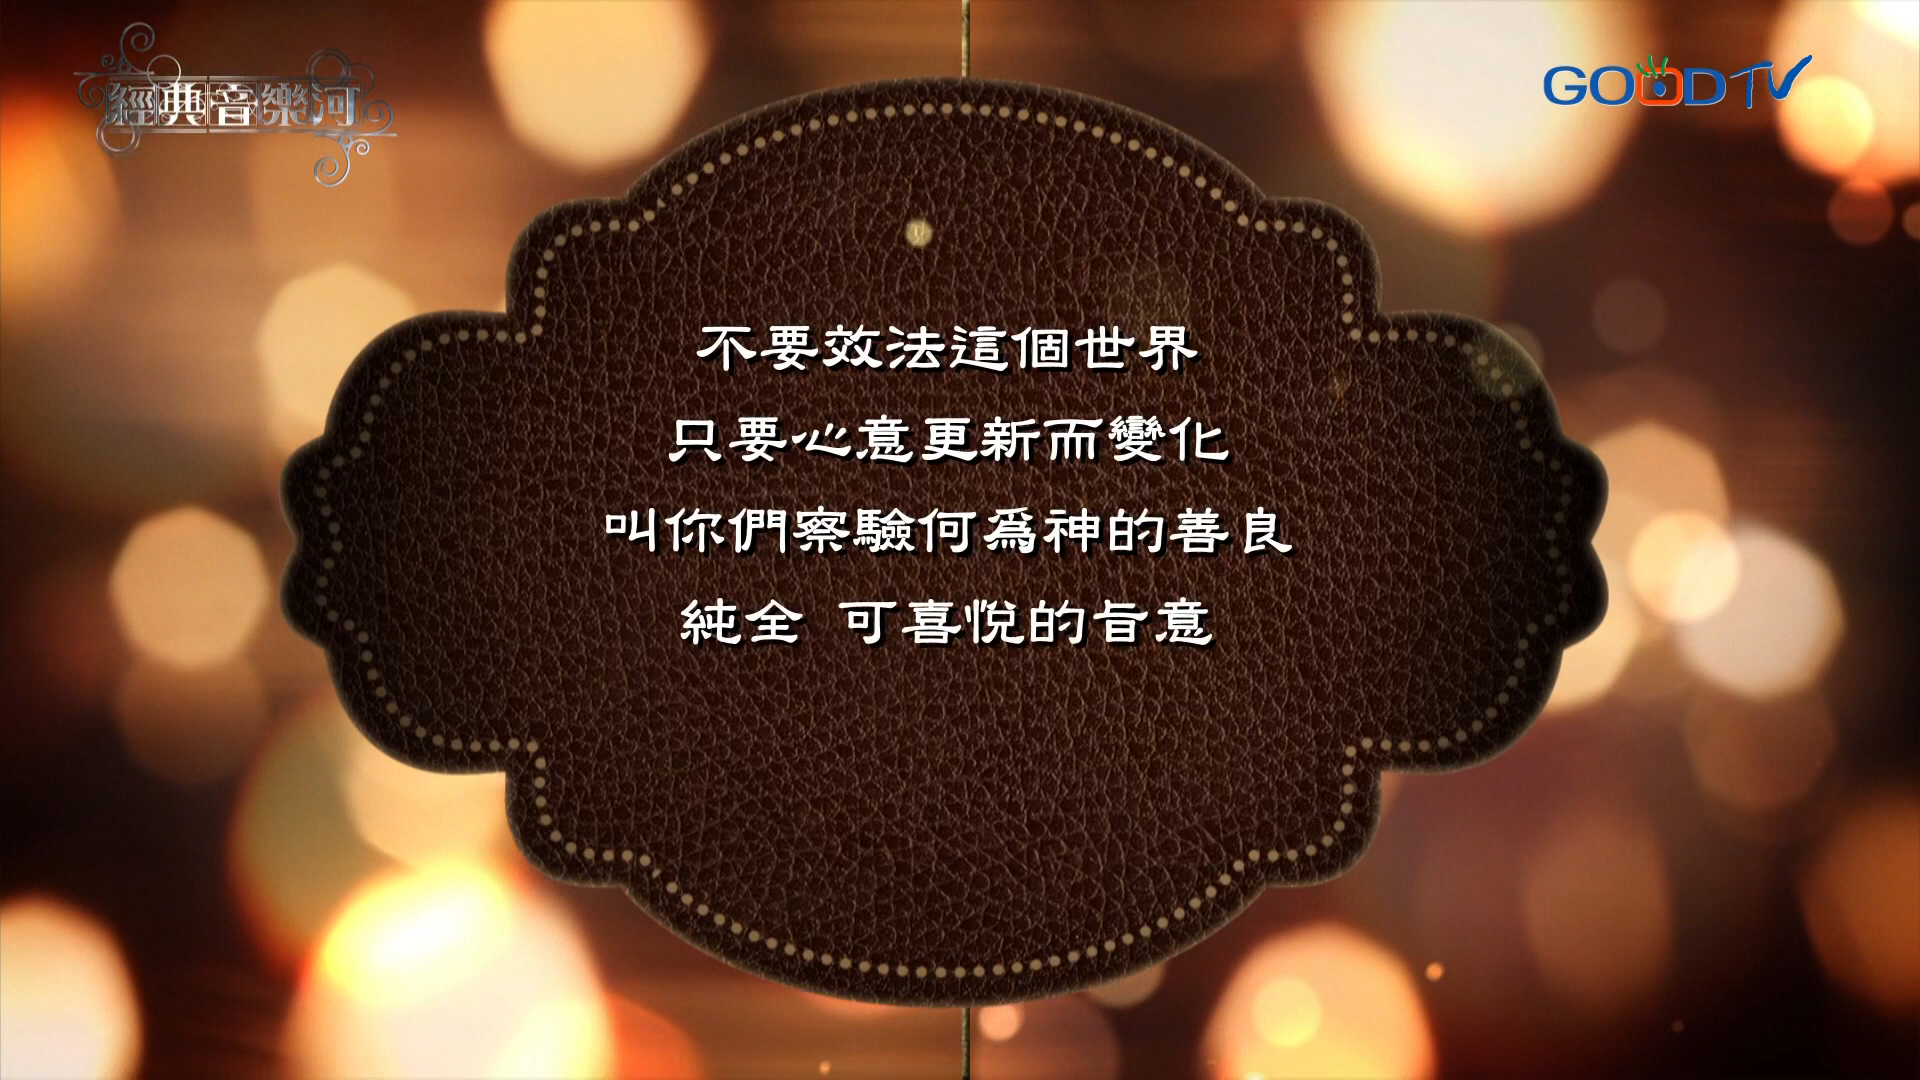 經典音樂河
GOODTV
不要效法這個世界
只要心意更新而變化
叫你們察驗何為神的善良
純全 可喜悅的旨意